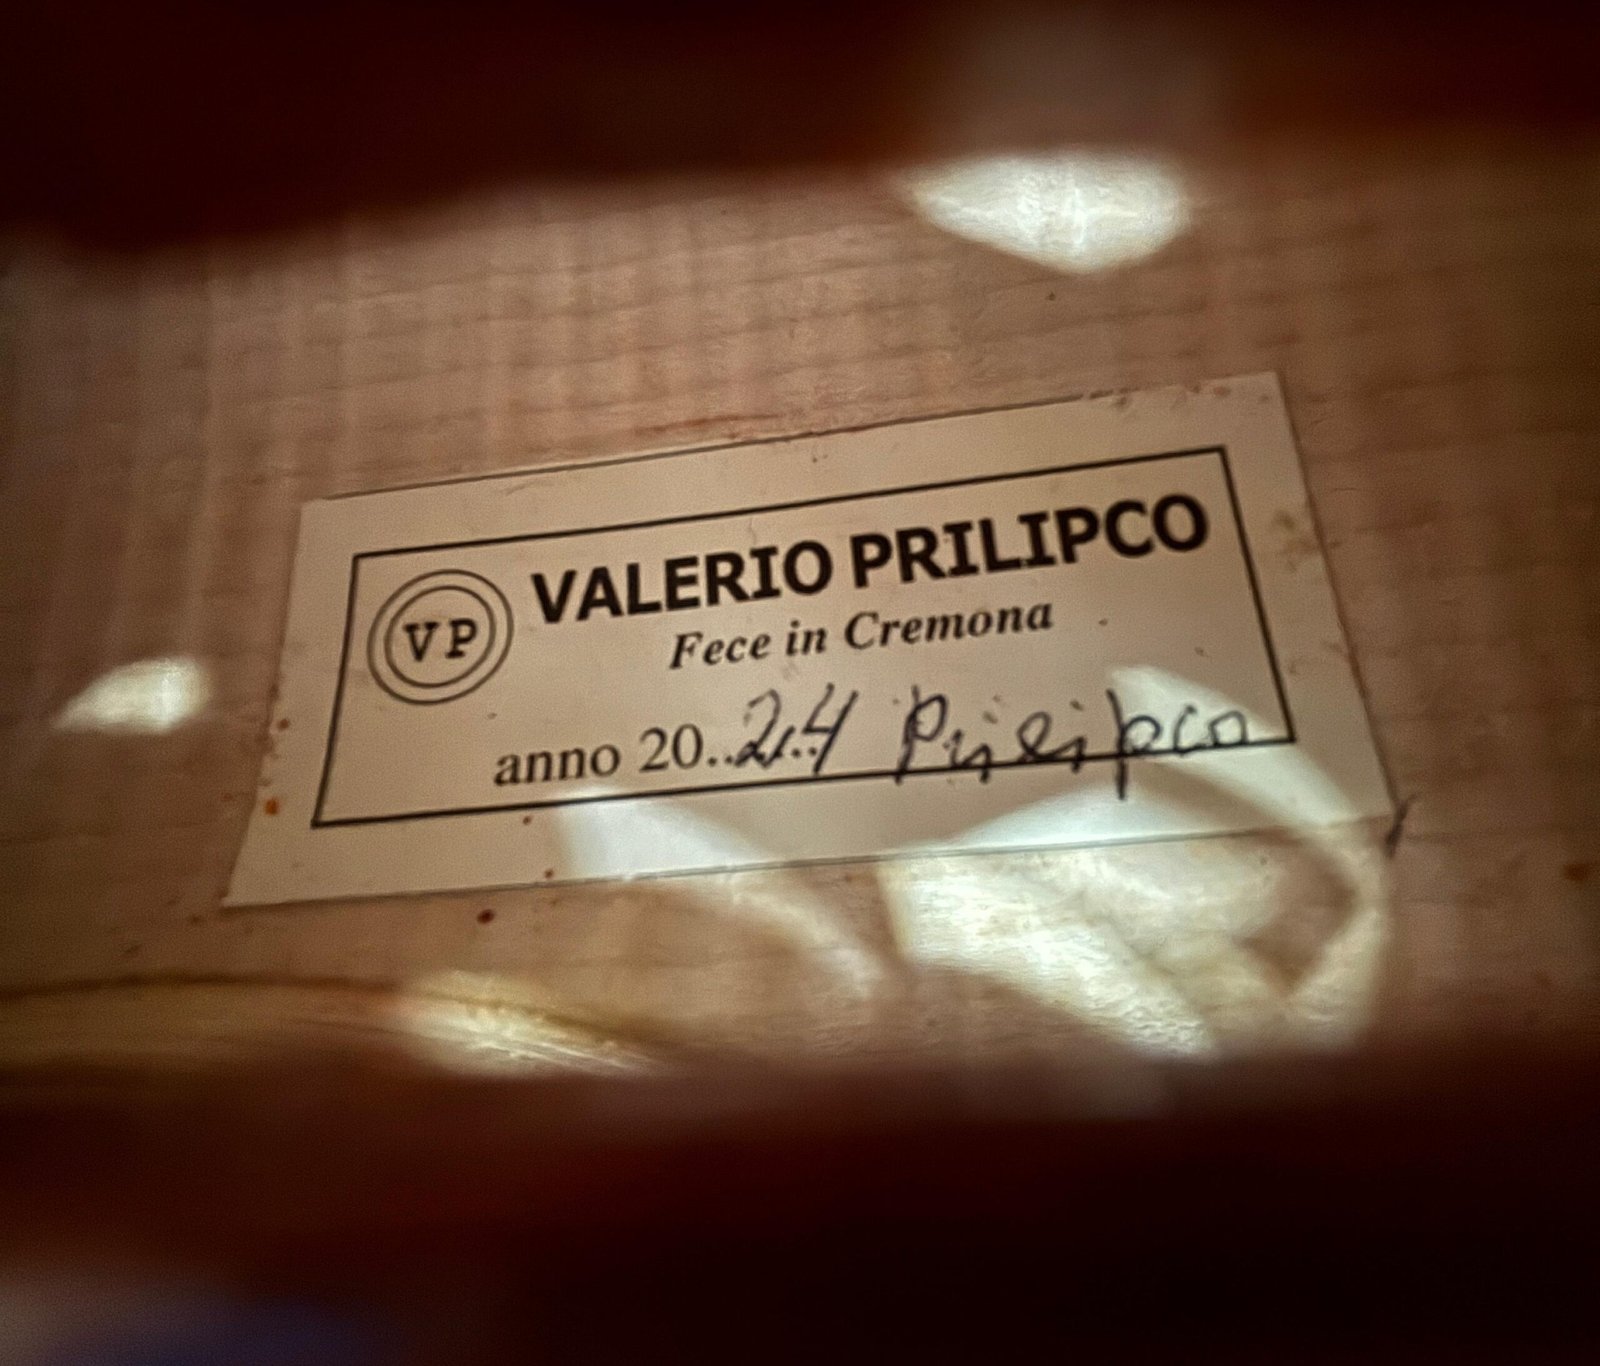 VALERIO PRILIPCO
VP
Fece in Cremona
anno 20..24 Prilipco